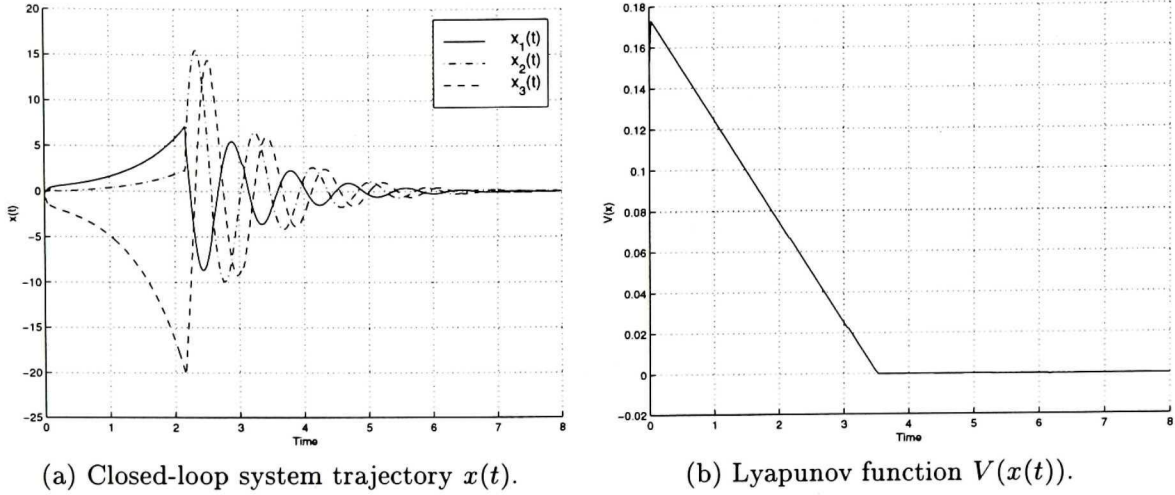 20
15
10
5
0
-5
-10
-15
-20
-25
x(t)
0 1 2 3 4 5 6 7 8
Time
x₁(t)
x₂(t)
x₃(t)
(a) Closed-loop system trajectory x(t).
0.18
0.16
0.14
0.12
0.1
0.08
0.06
0.04
0.02
0
-0.02
V(x)
0 1 2 3 4 5 6 7 8
Time
(b) Lyapunov function V(x(t)).